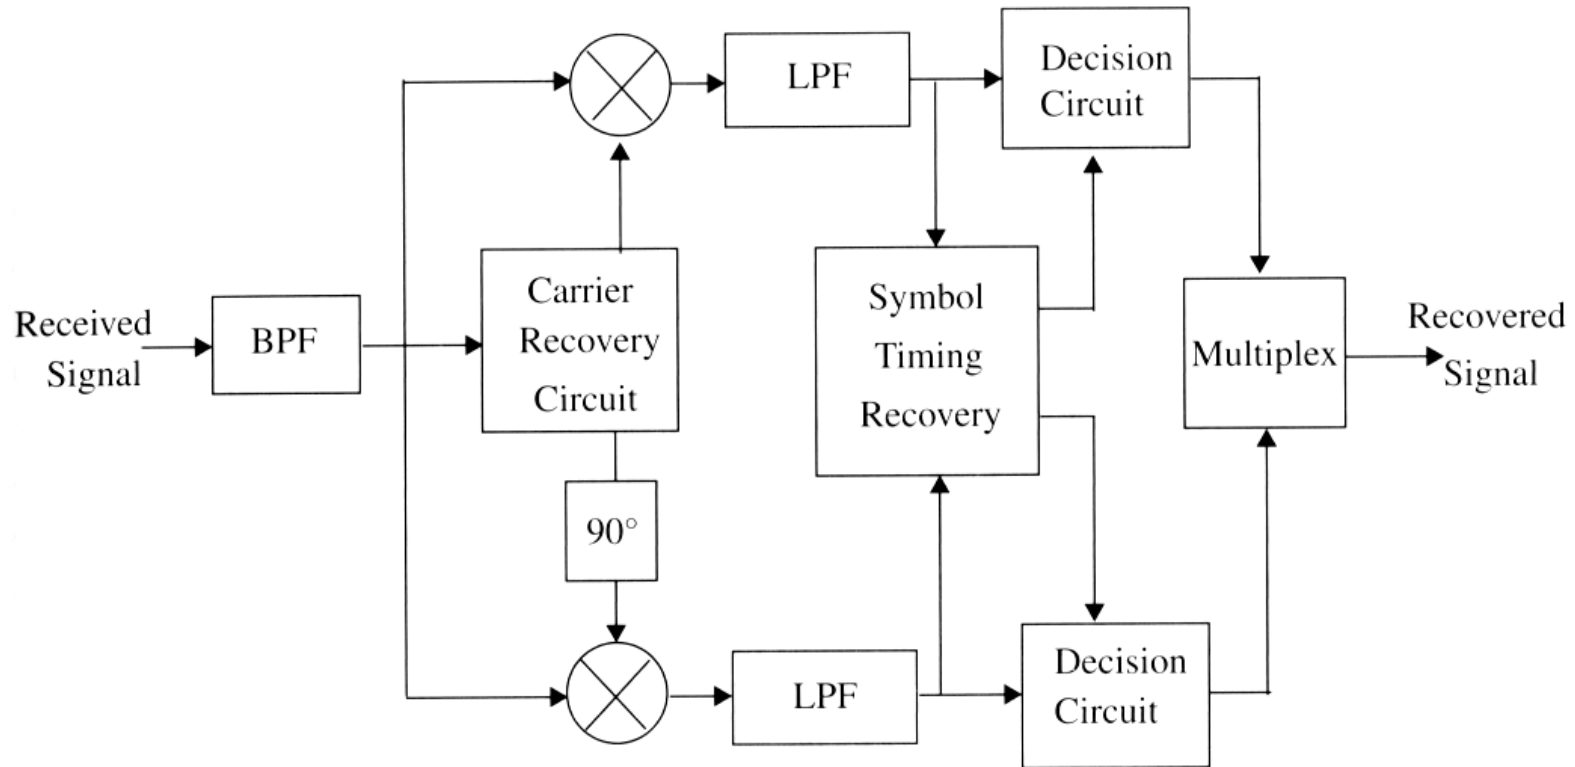 LPF
Decision
Circuit
Carrier
Recovery
Circuit
Received
Signal
BPF
Symbol
Timing
Recovery
Multiplex
Recovered
Signal
90°
LPF
Decision
Circuit